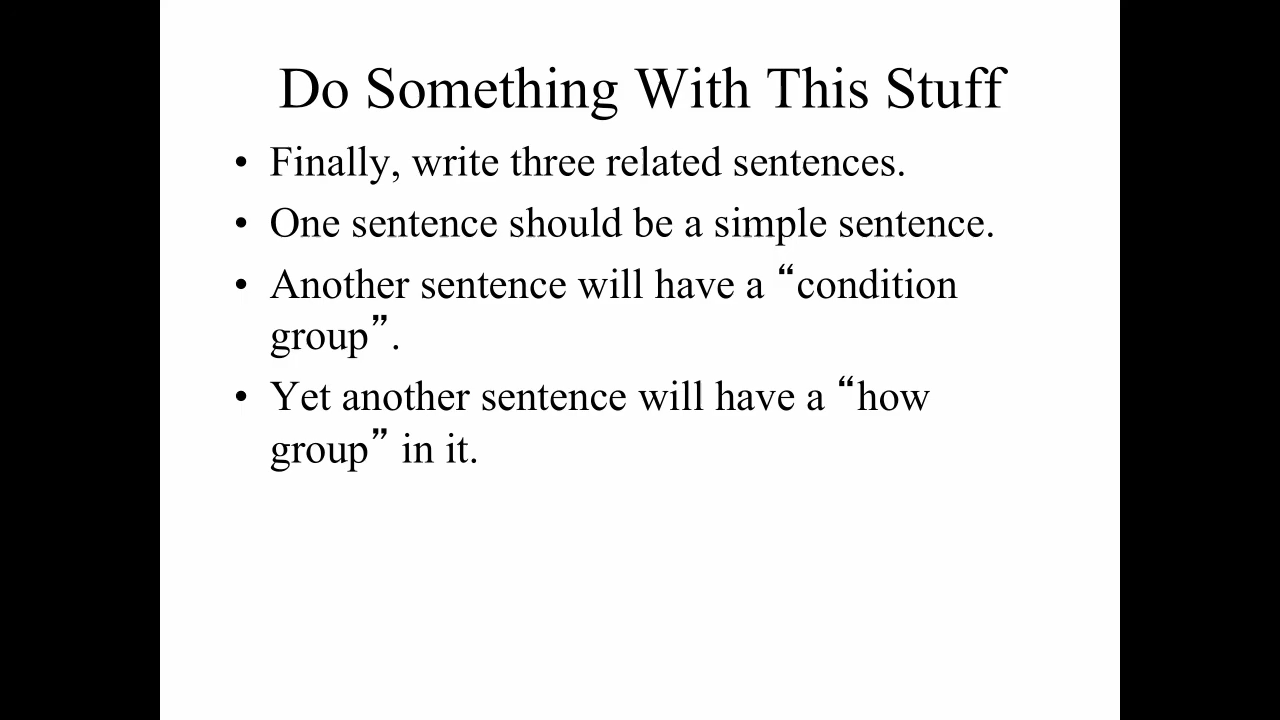 Do Something With This Stuff
• Finally, write three related sentences.
• One sentence should be a simple sentence.
• Another sentence will have a “condition
group”.
• Yet another sentence will have a “how
group” in it.